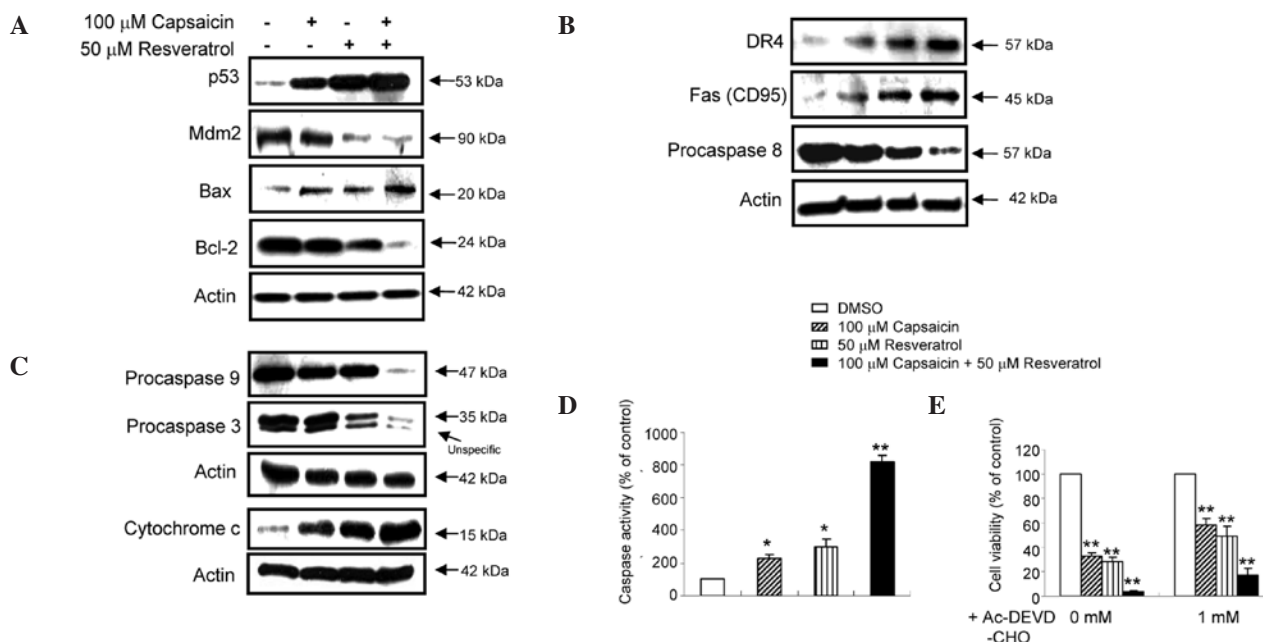 A
100 μM Capsaicin - + - +
50 μM Resveratrol - - + +
p53
53 kDa
Mdm2
90 kDa
Bax
20 kDa
Bcl-2
24 kDa
Actin
42 kDa
B
DR4
57 kDa
Fas (CD95)
45 kDa
Procaspase 8
57 kDa
Actin
42 kDa
C
Procaspase 9
47 kDa
Procaspase 3
35 kDa
Unspecific
Actin
42 kDa
Cytochrome c
15 kDa
Actin
42 kDa
DMSO
100 μM Capsaicin
50 μM Resveratrol
100 μM Capsaicin + 50 μM Resveratrol
D
Caspase activity (% of control)
1000
800
600
400
200
0
*
*
**
E
Cell viability (% of control)
120
100
80
60
40
20
0
**
**
**
**
**
**
+ Ac-DEVD
-CHO
0 mM
1 mM